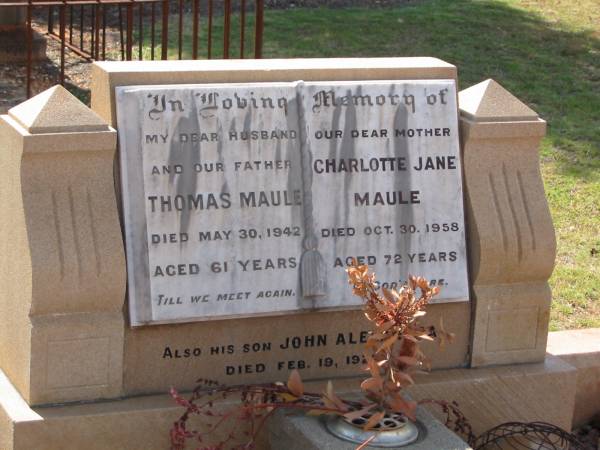 In Loving Memory of
MY DEAR HUSBAND
AND OUR FATHER
THOMAS MAULE
DIED MAY 30, 1942
AGED 61 YEARS
TILL WE MEET AGAIN.
OUR DEAR MOTHER
CHARLOTTE JANE
MAULE
DIED OCT. 30, 1958
AGED 72 YEARS
GOD'S
ALSO HIS SON JOHN
DIED FEB. 19,